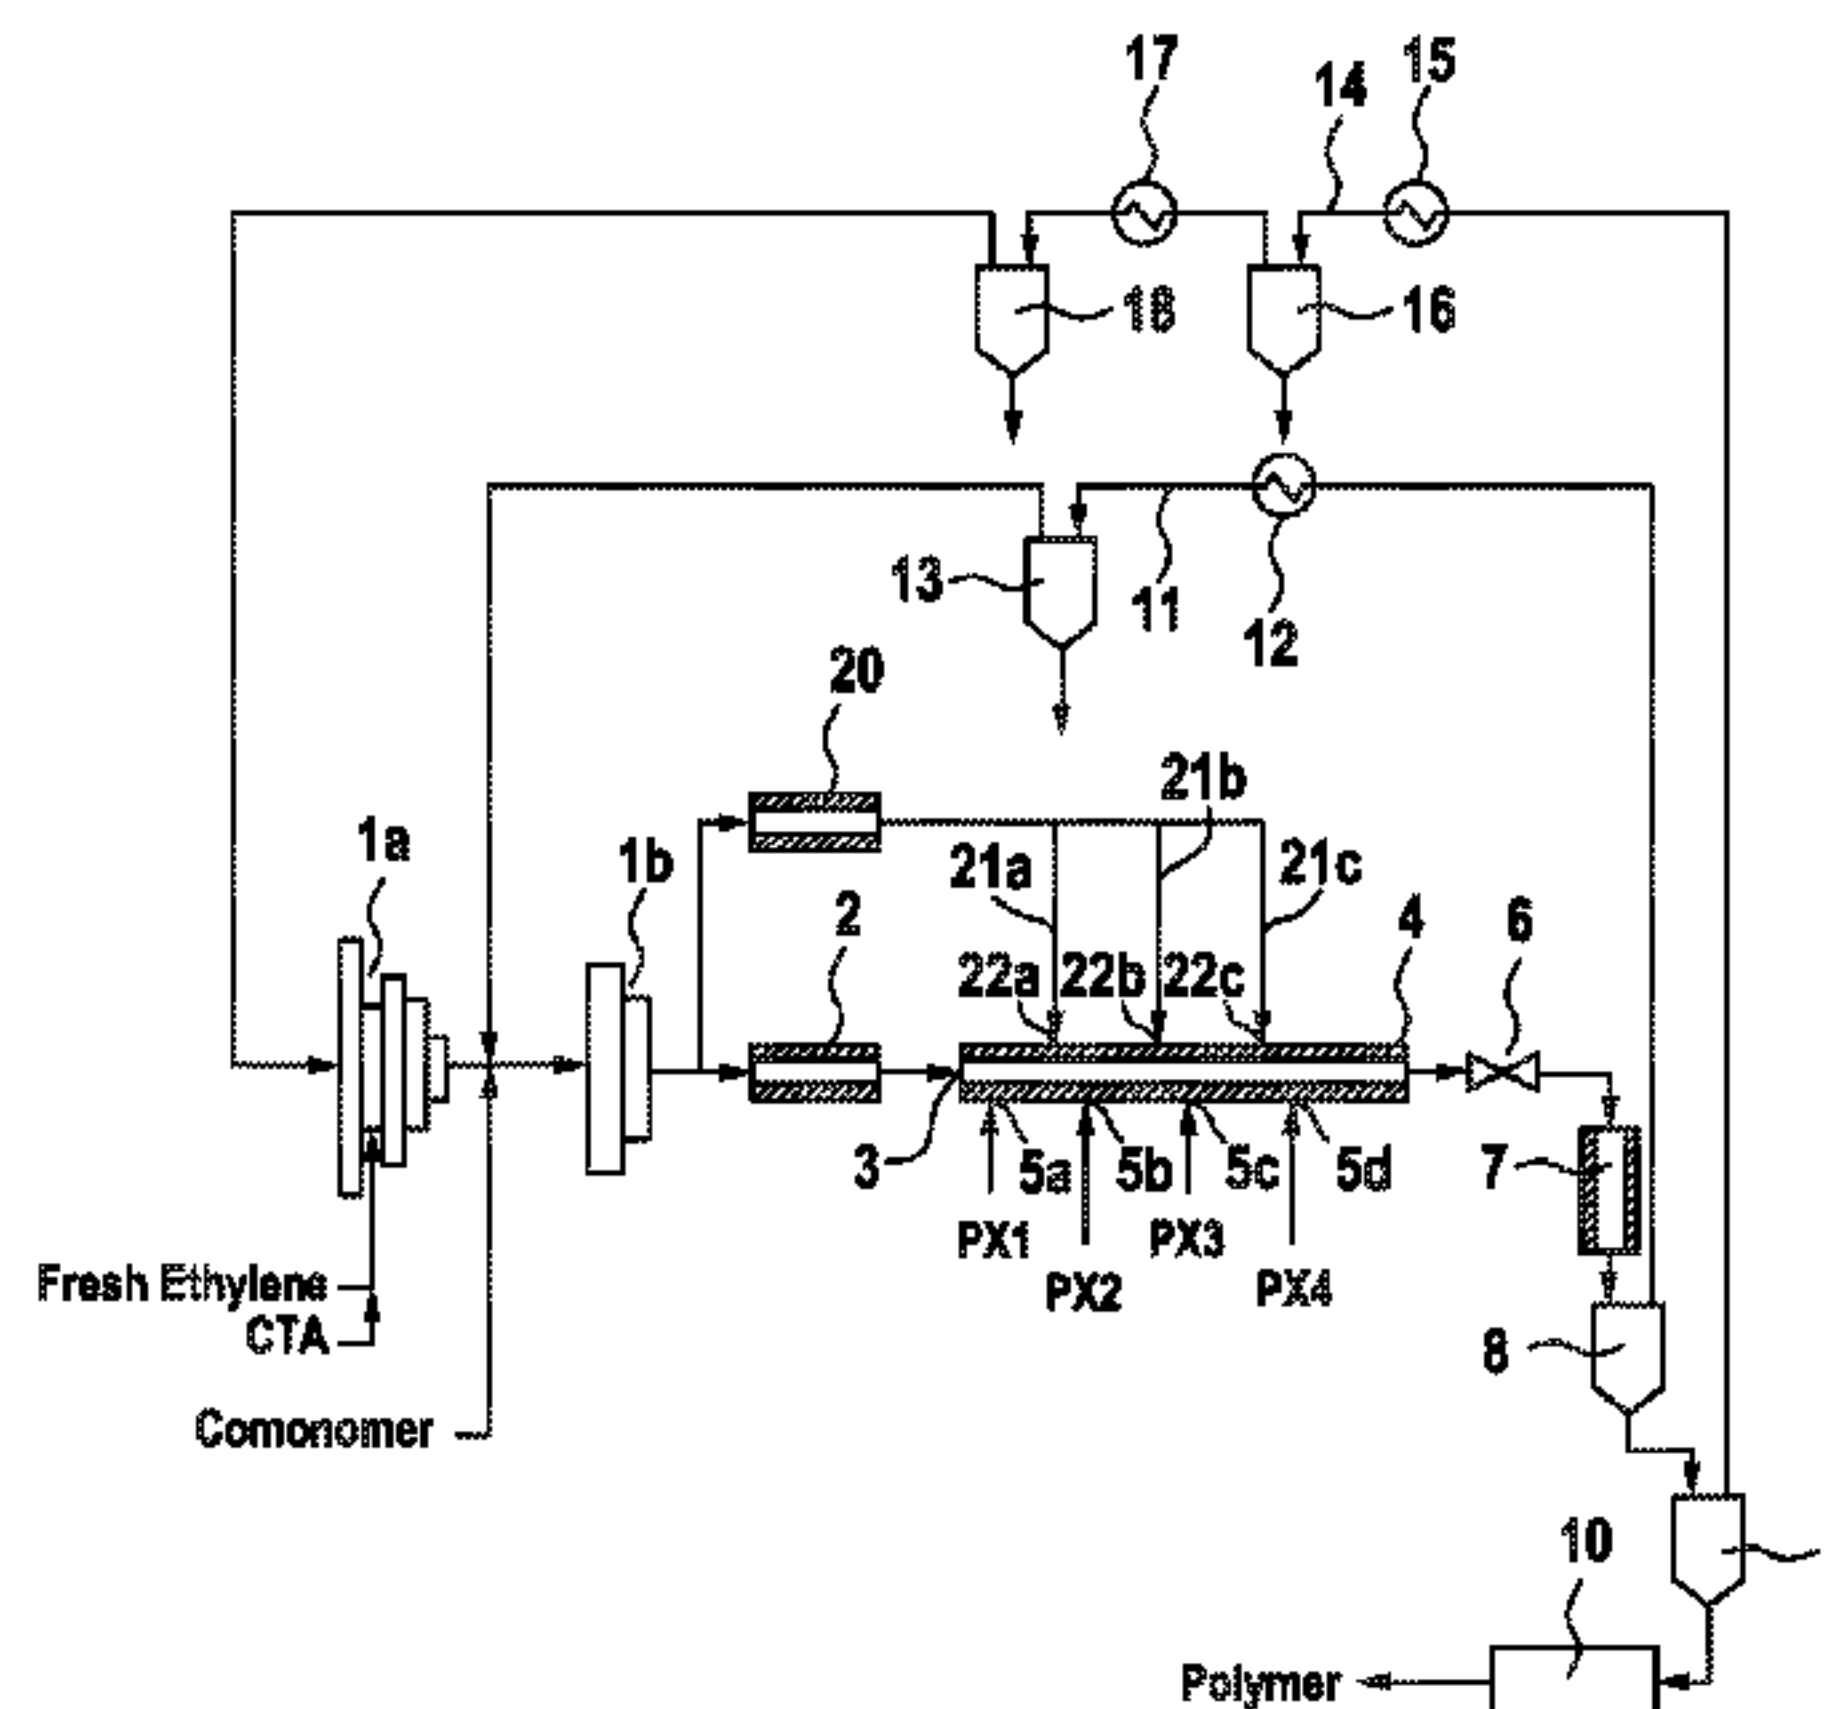 17
14
15
18
16
13
11
12
20
21b
1a
1b
21a
21c
2
4
6
22a
22b
22c
3
5a
5b
5c
5d
7
PX1
PX3
Fresh Ethylene
PX2
PX4
CTA
8
Comonomer
10
Polymer